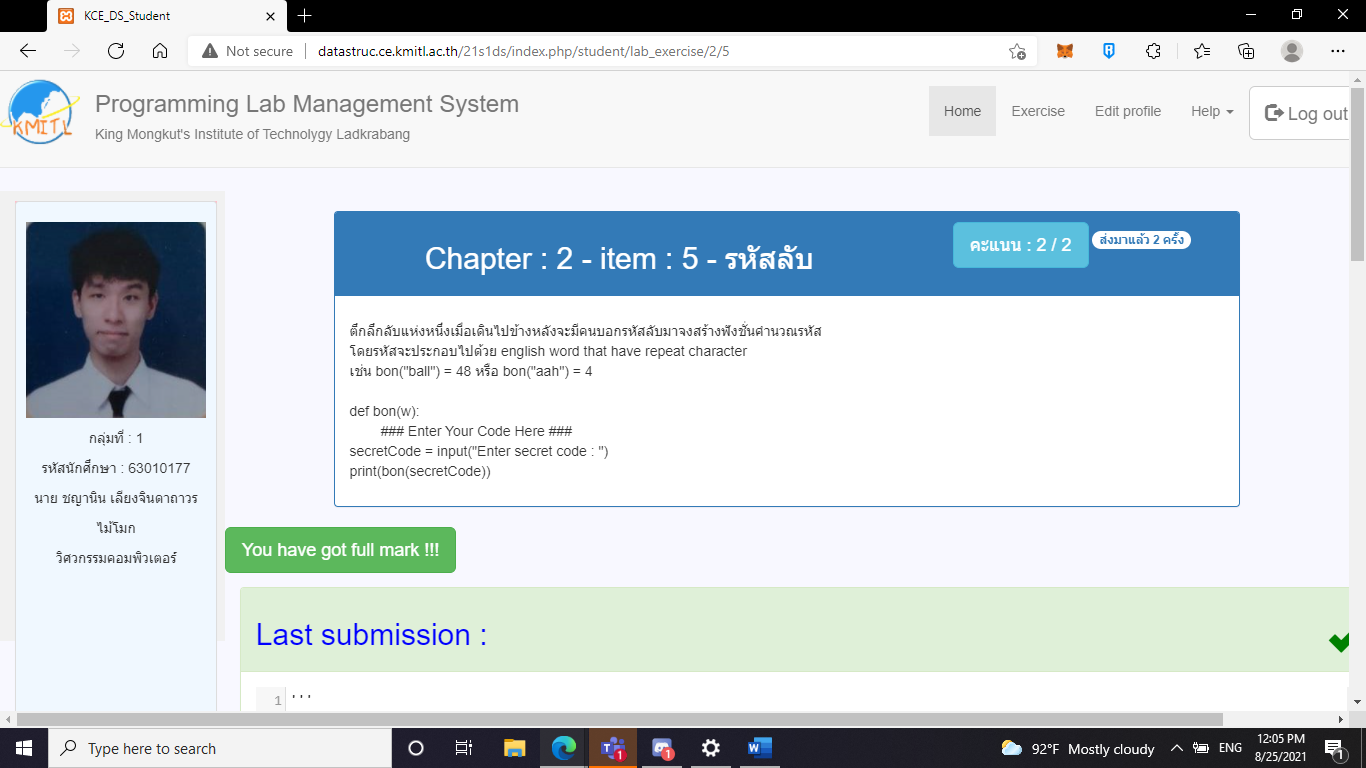 KCE_DS_Student
Not secure
datastruc.ce.kmitl.ac.th/21s1ds/index.php/student/lab_exercise/2/5
KMITL
Programming Lab Management System
King Mongkut's Institute of Technolygy Ladkrabang
Home
Exercise
Edit profile
Help
Log out
กลุ่มที่ : 1
รหัสนักศึกษา : 63010177
นาย ชญานิน เลียงจินดาถาวร
ไม้โมก
วิศวกรรมคอมพิวเตอร์
Chapter : 2 - item : 5 - รหัสลับ
คะแนน : 2 / 2
ส่งมาแล้ว 2 ครั้ง
ตึกลึกลับแห่งหนึ่งเมื่อเดินไปข้างหลังจะมีคนบอกรหัสลับมาจงสร้างฟังชั่นคำนวณรหัส
โดยรหัสจะประกอบไปด้วย english word that have repeat character
เช่น bon("ball") = 48 หรือ bon("aah") = 4
def bon(w):
### Enter Your Code Here ###
secretCode = input("Enter secret code : ")
print(bon(secretCode))
You have got full mark !!!
Last submission :
1 '''
Type here to search
1
1
92°F Mostly cloudy
ENG
12:05 PM
8/25/2021
1